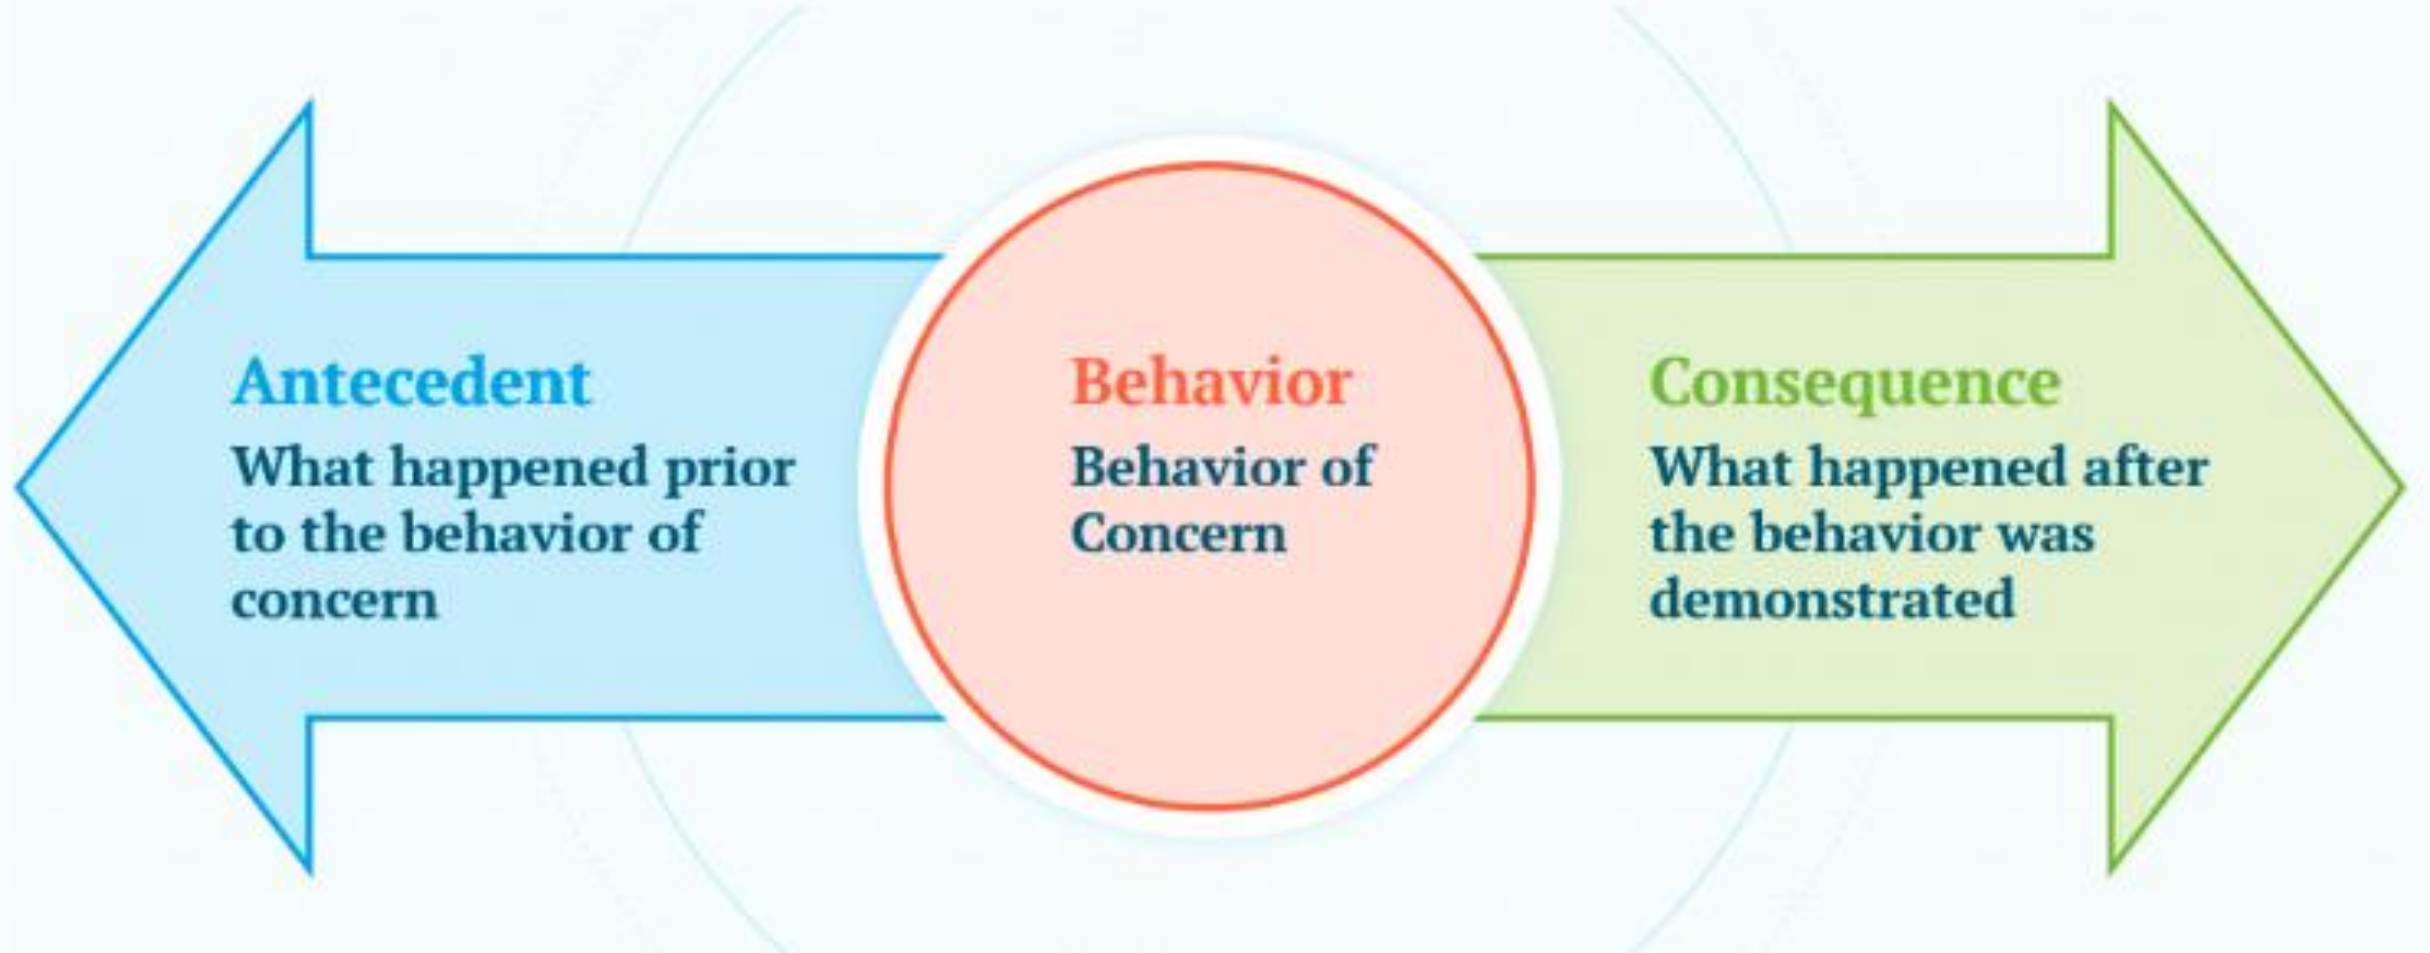 Antecedent
What happened prior
to the behavior of
concern
Behavior
Behavior of
Concern
Consequence
What happened after
the behavior was
demonstrated